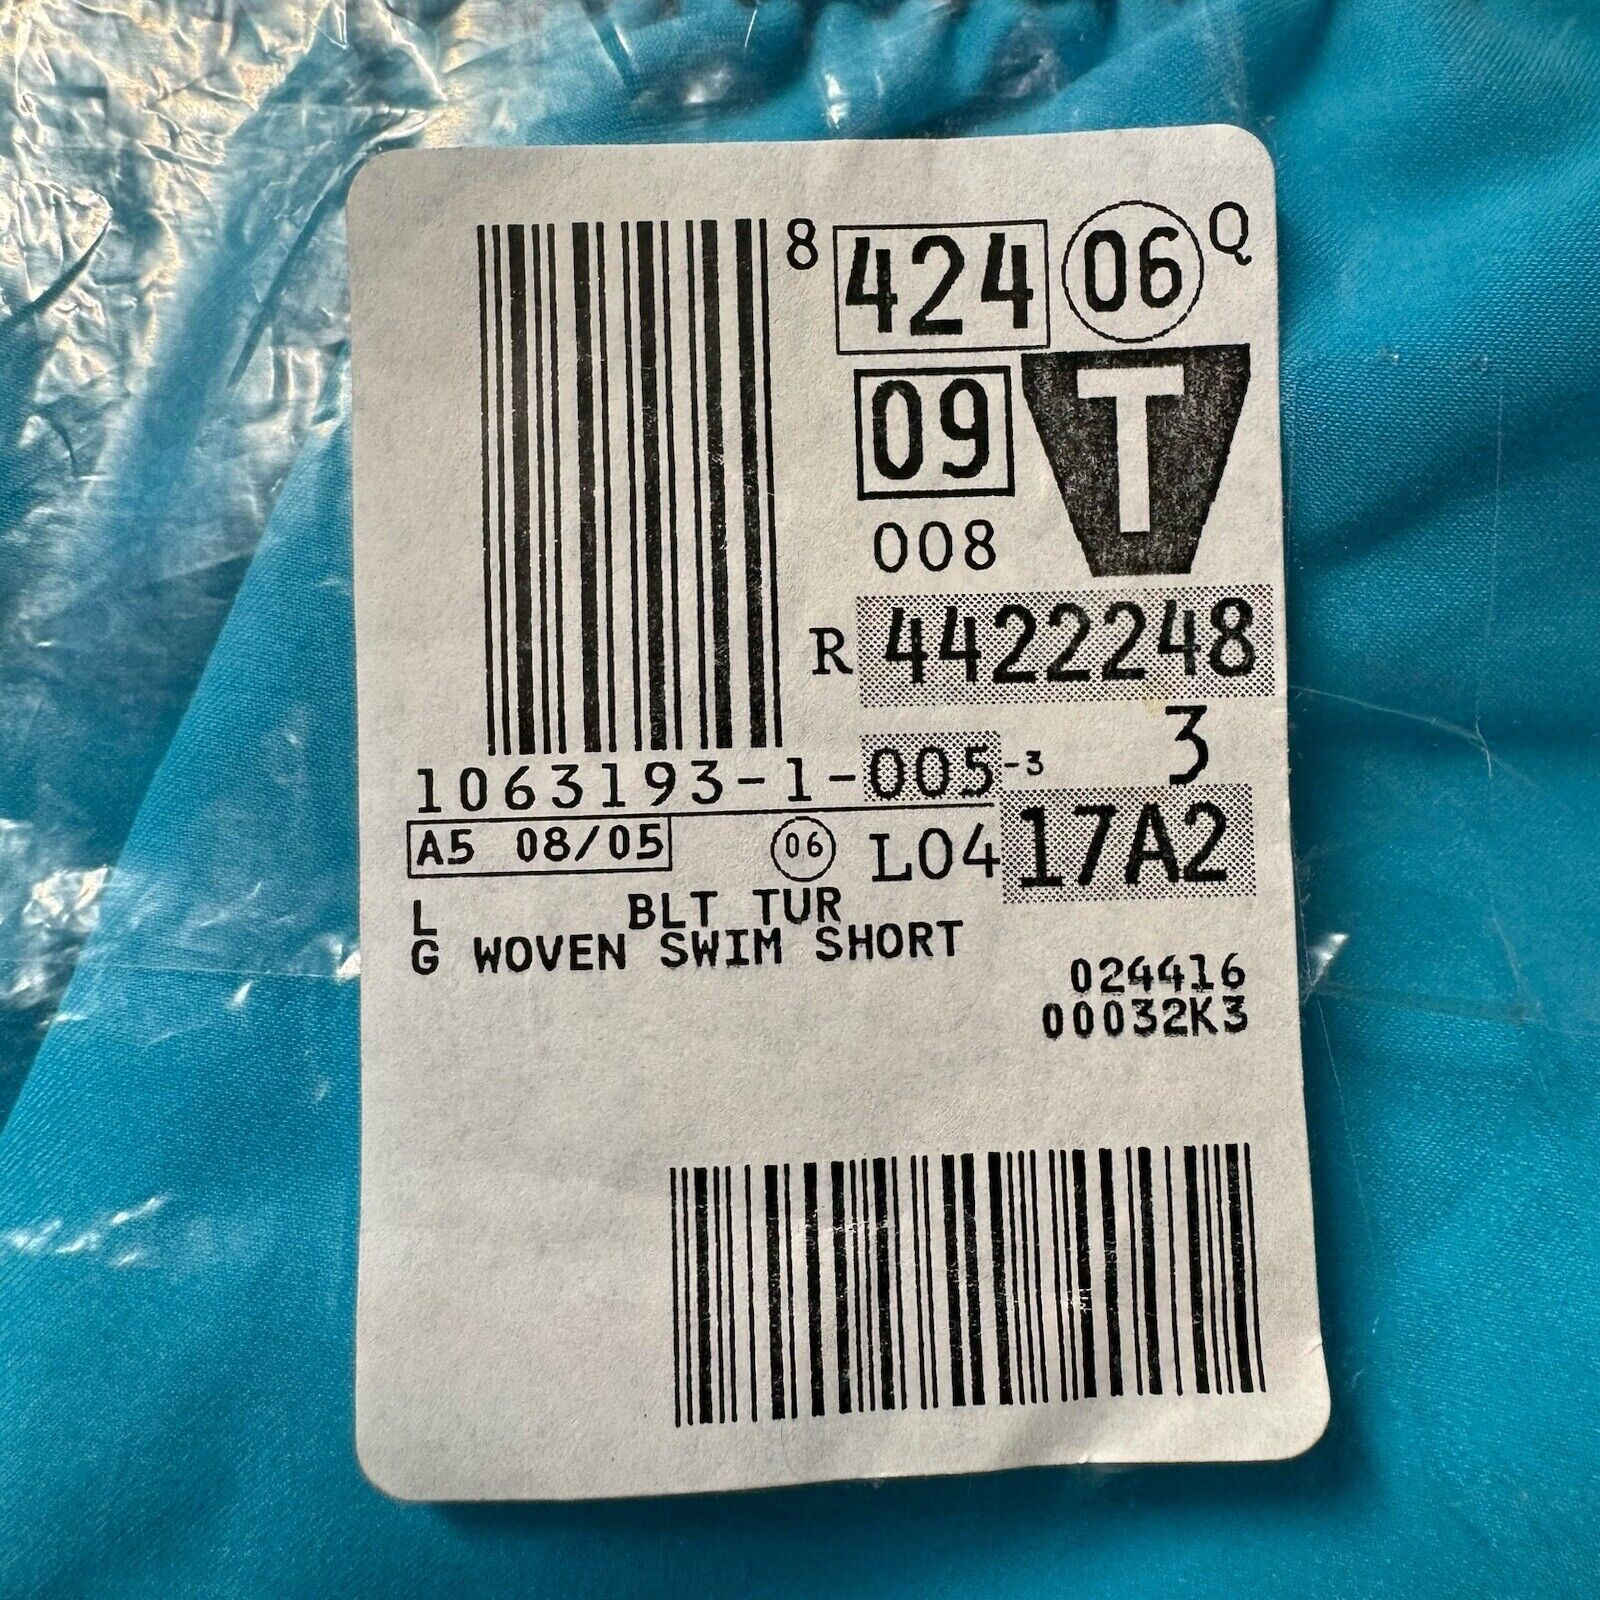 8 424 06 Q
09 T
008
R 4422248
1063193-1-005-3 3
A5 08/05 06 L04 17A2
L BLT TUR
G WOVEN SWIM SHORT
024416
00032K3